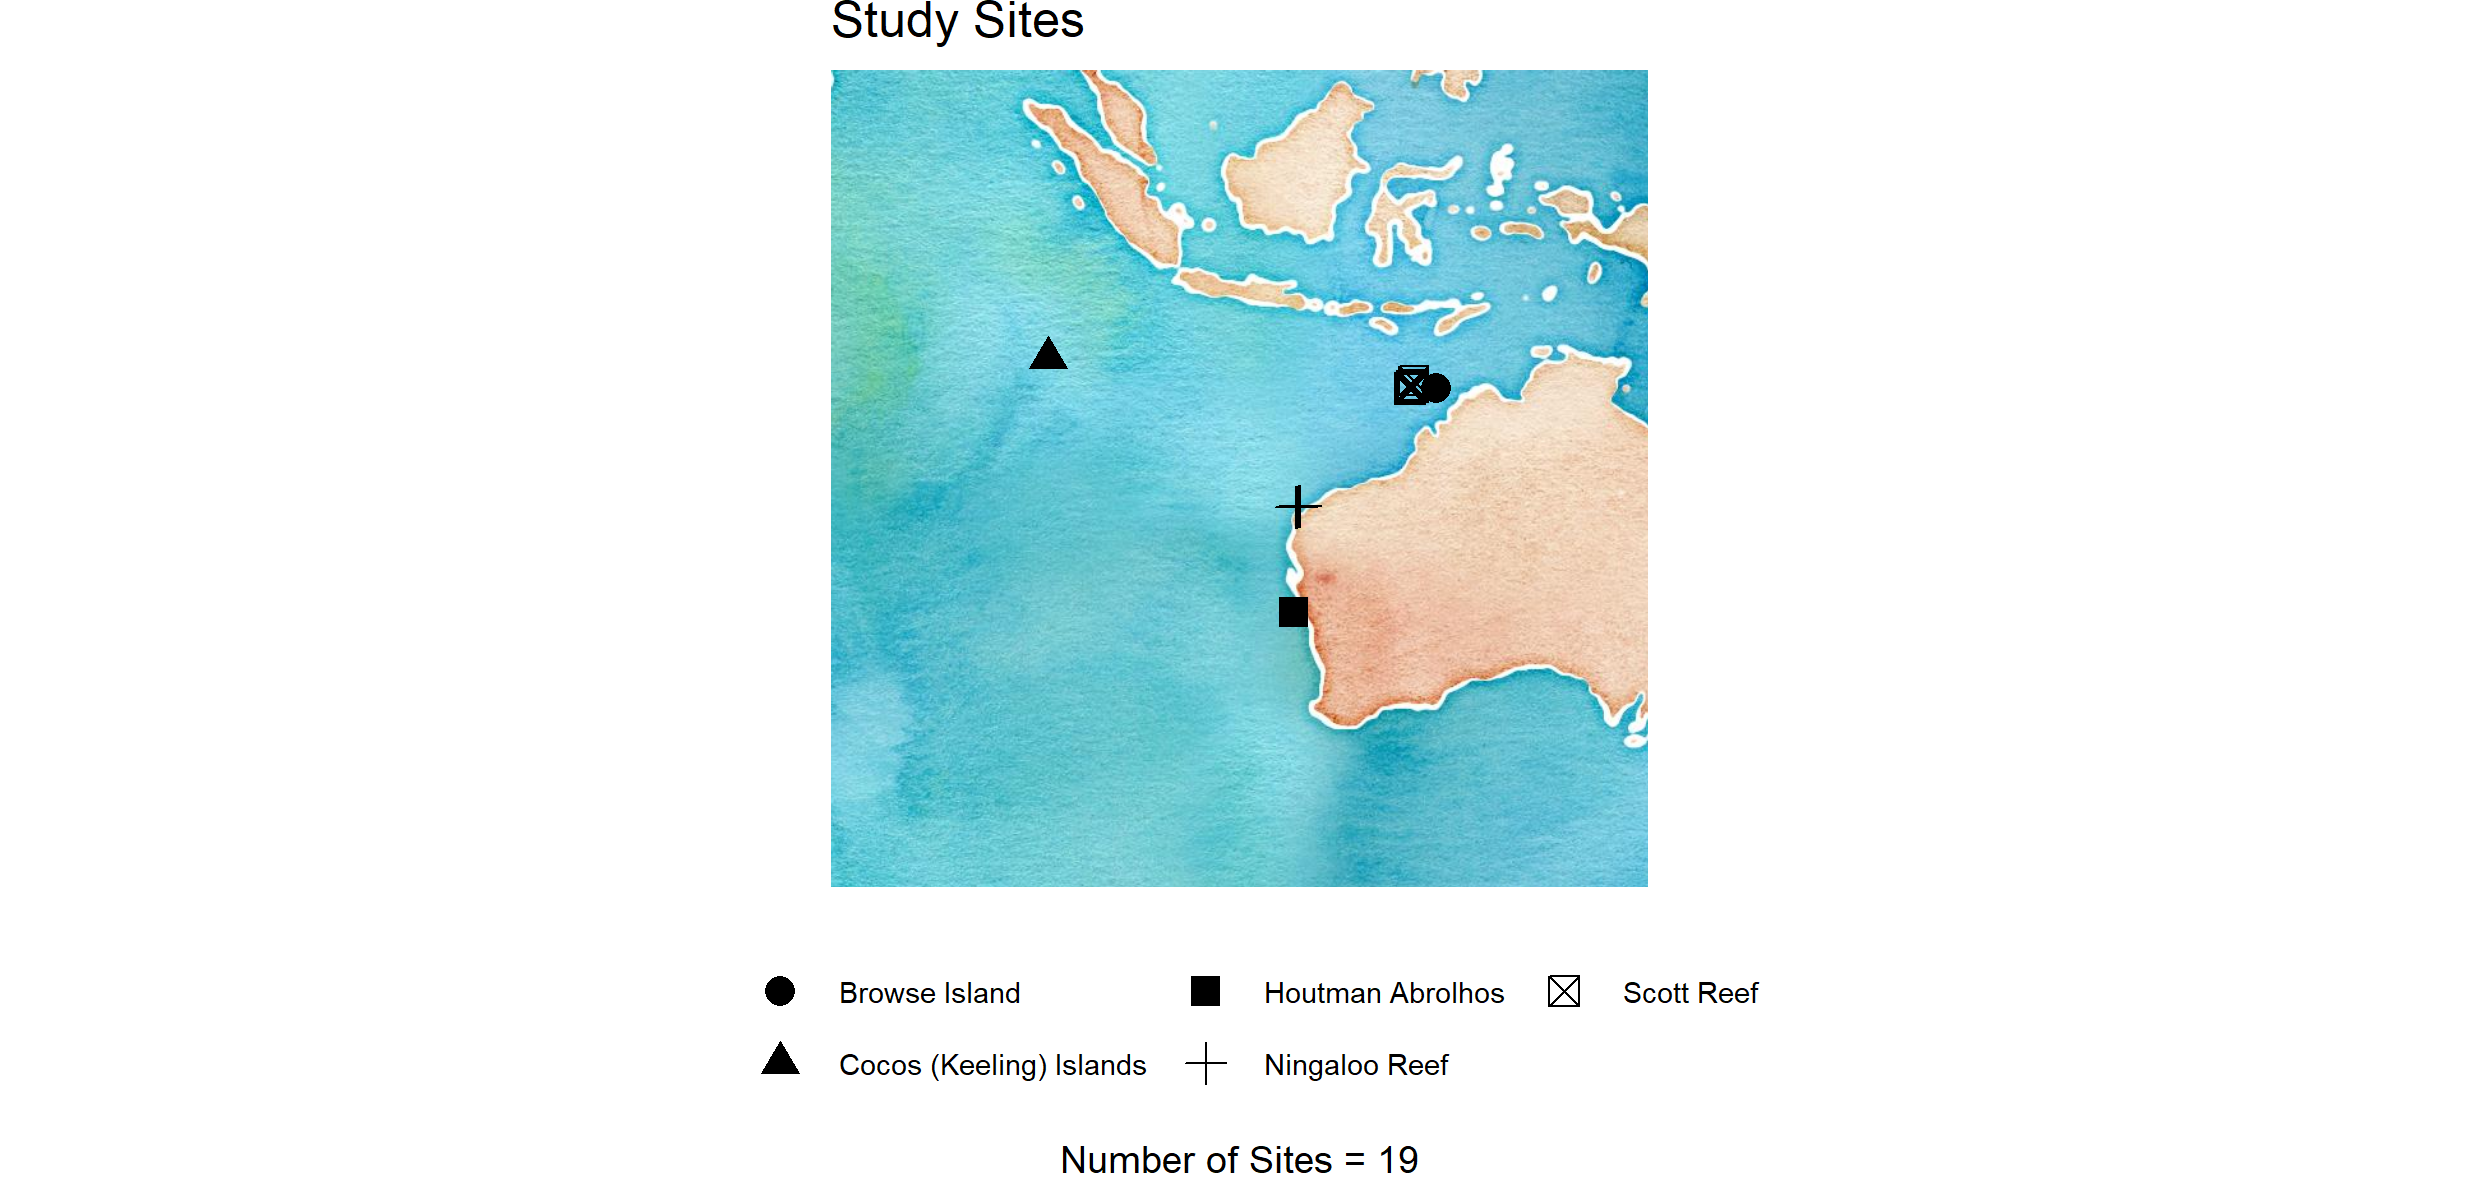 Study Sites
Browse Island
Houtman Abrolhos
Scott Reef
Cocos (Keeling) Islands
Ningaloo Reef
Number of Sites = 19